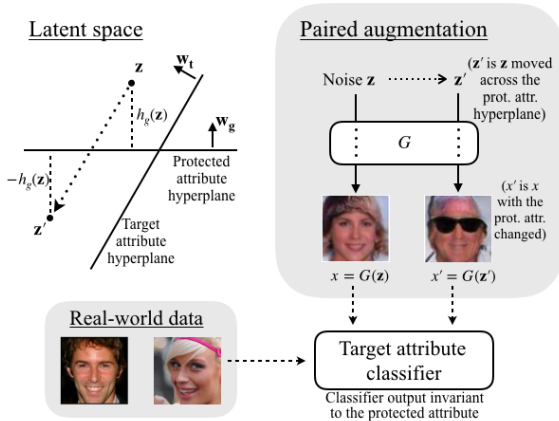 Latent space
z
w_t
h_g(z)
w_g
Protected
attribute
hyperplane
−h_g(z)
z′
Target
attribute
hyperplane
Paired augmentation
Noise z
z′
(z′ is z moved
across the
prot. attr.
hyperplane)
G
(x′ is x
with the
prot. attr.
changed)
x = G(z)
x′ = G(z′)
Real-world data
Target attribute
classifier
Classifier output invariant
to the protected attribute